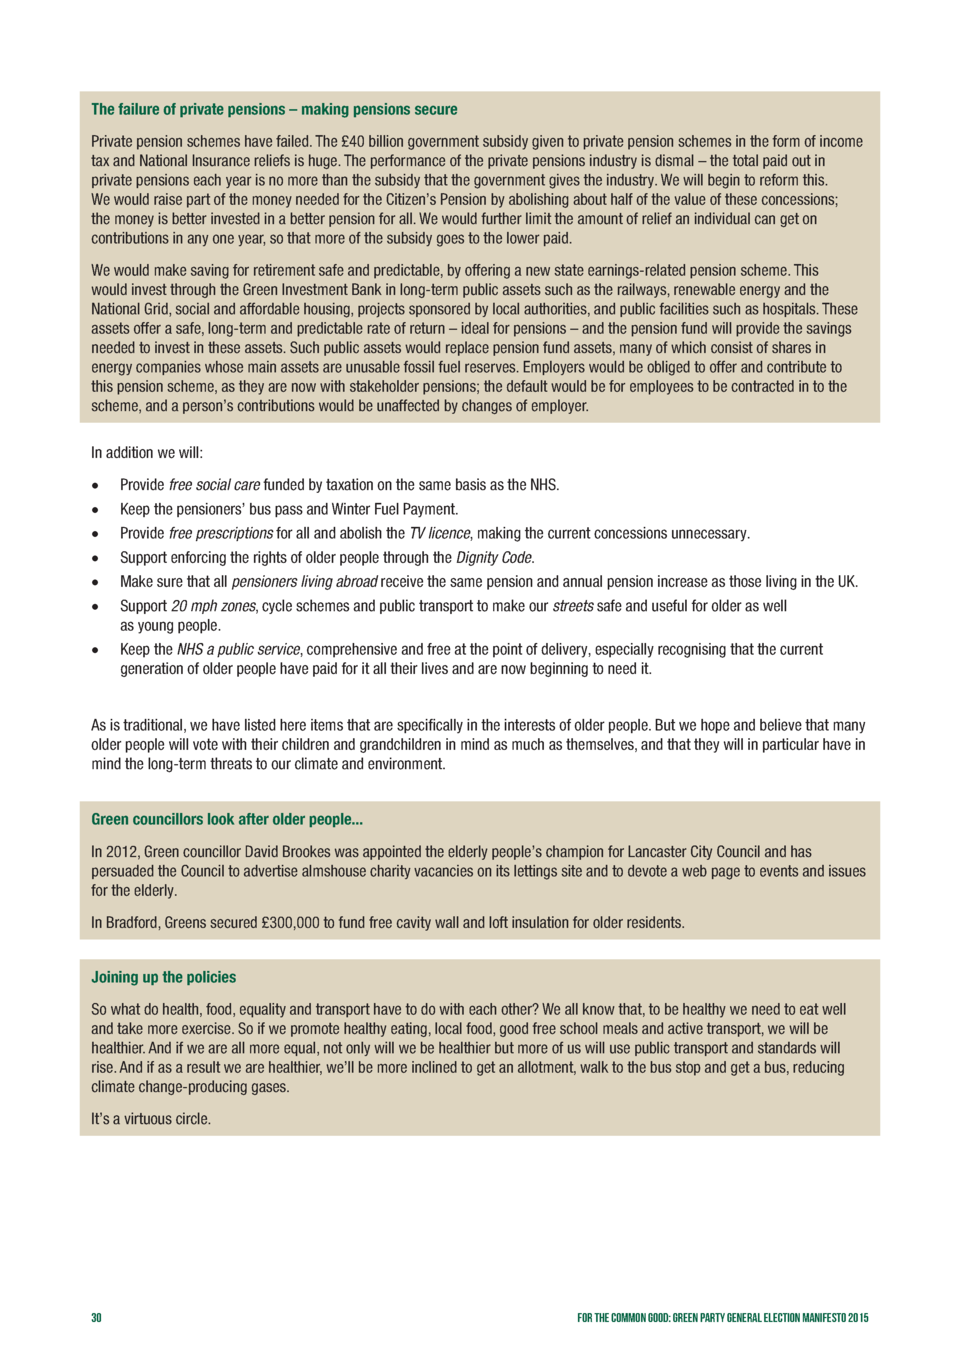 The failure of private pensions – making pensions secure
Private pension schemes have failed. The £40 billion government subsidy given to private pension schemes in the form of income
tax and National Insurance reliefs is huge. The performance of the private pensions industry is dismal – the total paid out in
private pensions each year is no more than the subsidy that the government gives the industry. We will begin to reform this.
We would raise part of the money needed for the Citizen’s Pension by abolishing about half of the value of these concessions;
the money is better invested in a better pension for all. We would further limit the amount of relief an individual can get on
contributions in any one year, so that more of the subsidy goes to the lower paid.
We would make saving for retirement safe and predictable, by offering a new state earnings-related pension scheme. This
would invest through the Green Investment Bank in long-term public assets such as the railways, renewable energy and the
National Grid, social and affordable housing, projects sponsored by local authorities, and public facilities such as hospitals. These
assets offer a safe, long-term and predictable rate of return – ideal for pensions – and the pension fund will provide the savings
needed to invest in these assets. Such public assets would replace pension fund assets, many of which consist of shares in
energy companies whose main assets are unusable fossil fuel reserves. Employers would be obliged to offer and contribute to
this pension scheme, as they are now with stakeholder pensions; the default would be for employees to be contracted in to the
scheme, and a person’s contributions would be unaffected by changes of employer.
In addition we will:
• Provide free social care funded by taxation on the same basis as the NHS.
• Keep the pensioners’ bus pass and Winter Fuel Payment.
• Provide free prescriptions for all and abolish the TV licence, making the current concessions unnecessary.
• Support enforcing the rights of older people through the Dignity Code.
• Make sure that all pensioners living abroad receive the same pension and annual pension increase as those living in the UK.
• Support 20 mph zones, cycle schemes and public transport to make our streets safe and useful for older as well
as young people.
• Keep the NHS a public service, comprehensive and free at the point of delivery, especially recognising that the current
generation of older people have paid for it all their lives and are now beginning to need it.
As is traditional, we have listed here items that are specifically in the interests of older people. But we hope and believe that many
older people will vote with their children and grandchildren in mind as much as themselves, and that they will in particular have in
mind the long-term threats to our climate and environment.
Green councillors look after older people...
In 2012, Green councillor David Brookes was appointed the elderly people’s champion for Lancaster City Council and has
persuaded the Council to advertise almshouse charity vacancies on its lettings site and to devote a web page to events and issues
for the elderly.
In Bradford, Greens secured £300,000 to fund free cavity wall and loft insulation for older residents.
Joining up the policies
So what do health, food, equality and transport have to do with each other? We all know that, to be healthy we need to eat well
and take more exercise. So if we promote healthy eating, local food, good free school meals and active transport, we will be
healthier. And if we are all more equal, not only will we be healthier but more of us will use public transport and standards will
rise. And if as a result we are healthier, we’ll be more inclined to get an allotment, walk to the bus stop and get a bus, reducing
climate change-producing gases.
It’s a virtuous circle.
30 FOR THE COMMON GOOD: GREEN PARTY GENERAL ELECTION MANIFESTO 2015